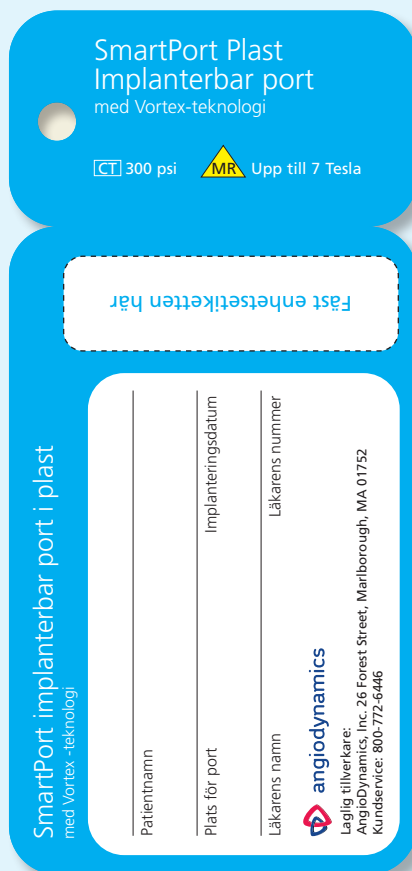 SmartPort Plast
Implanterbar port
med Vortex-teknologi
CT 300 psi MR Upp till 7 Tesla
Fäst enhetsetiketten här
SmartPort implanterbar port i plast
med Vortex -teknologi
Patientnamn
Plats för port Implanteringsdatum
Läkarens namn Läkarens nummer
angiodynamics
Laglig tillverkare:
AngioDynamics, Inc. 26 Forest Street, Marlborough, MA 01752
Kundservice: 800-772-6446